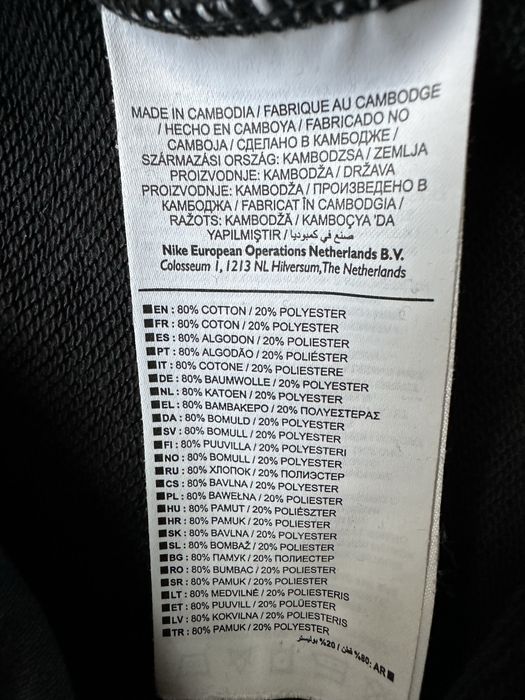 MADE IN CAMBODIA / FABRIQUE AU CAMBODGE
/ HECHO EN CAMBOYA / FABRICADO NO
CAMBOJA / СДЕЛАНО В КАМБОДЖЕ /
SZÁRMAZÁSI ORSZÁG: KAMBODZSA / ZEMLJA
PROIZVODNJE: KAMBODŽA / DRŽAVA
PROIZVODNJE: KAMBODŽA / ПРОИЗВЕДЕНО В
КАМБОДЖА / FABRICAT ÎN CAMBODGIA /
RAŽOTS: KAMBODŽĀ / KAMBOÇYA 'DA
YAPILMIŞTIR / صنع في كمبوديا
Nike European Operations Netherlands B.V.
Colosseum 1, 1213 NL Hilversum, The Netherlands
EN : 80% COTTON / 20% POLYESTER
FR : 80% COTON / 20% POLYESTER
ES : 80% ALGODON / 20% POLIESTER
PT : 80% ALGODÃO / 20% POLIÉSTER
IT : 80% COTONE / 20% POLIESTERE
DE : 80% BAUMWOLLE / 20% POLYESTER
NL : 80% KATOEN / 20% POLYESTER
EL : 80% ΒΑΜΒΑΚΕΡΟ / 20% ΠΟΛΥΕΣΤΕΡΑΣ
DA : 80% BOMULD / 20% POLYESTER
SV : 80% BOMULL / 20% POLYESTER
FI : 80% PUUVILLA / 20% POLYESTERI
NO : 80% BOMULL / 20% POLYESTER
RU : 80% ХЛОПОК / 20% ПОЛИЭСТЕР
CS : 80% BAVLNA / 20% POLYESTER
PL : 80% BAWEŁNA / 20% POLYESTER
HU : 80% PAMUT / 20% POLIÉSZTER
HR : 80% PAMUK / 20% POLIESTER
SK : 80% BAVLNA / 20% POLYESTER
SL : 80% BOMBAŽ / 20% POLIESTER
BG : 80% ПАМУК / 20% ПОЛИЕСТЕР
RO : 80% BUMBAC / 20% POLIESTER
SR : 80% PAMUK / 20% POLIESTER
LT : 80% MEDVILNĖ / 20% POLIESTERIS
ET : 80% PUUVILL / 20% POLÜESTER
LV : 80% KOKVILNA / 20% POLIESTERIS
TR : 80% PAMUK / 20% POLYESTER
AR :80% قطن / 20% بوليستر